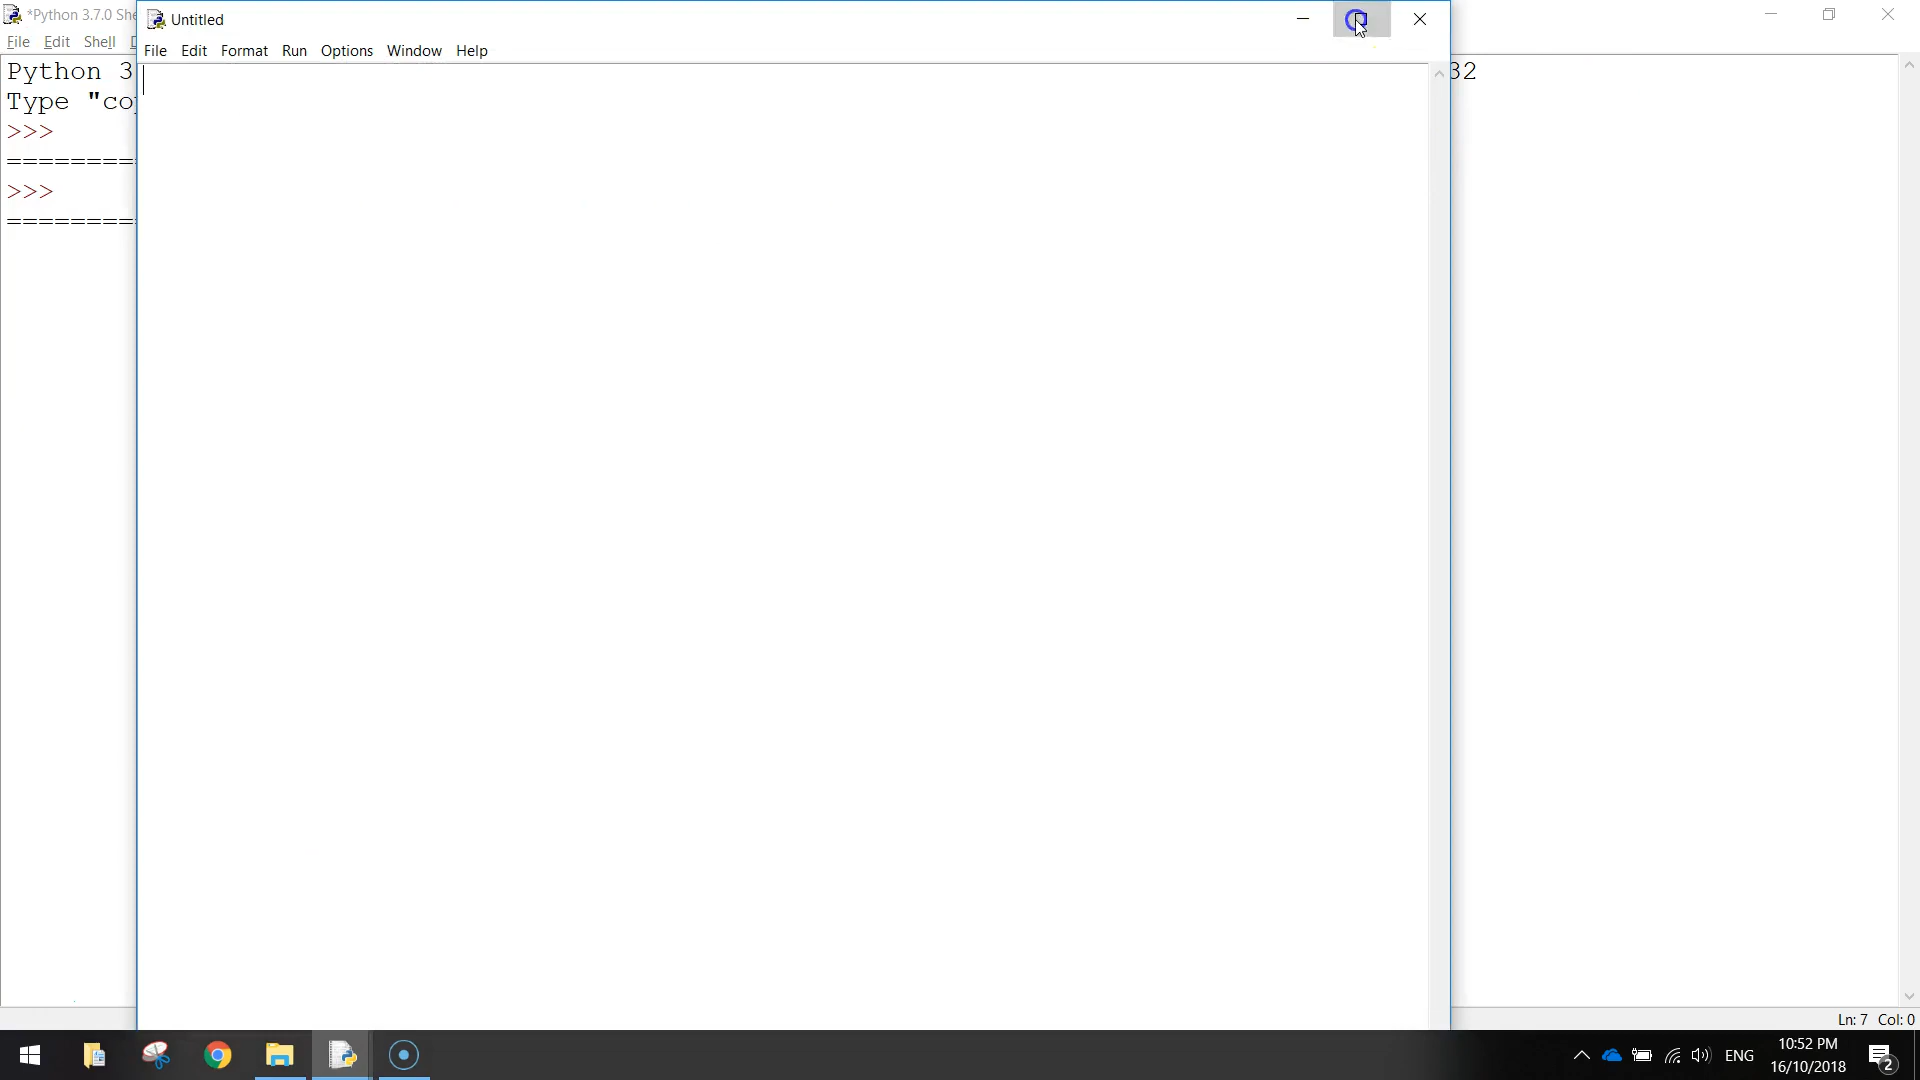 *Python 3.7.0 She
File Edit Shell
Python 3
32
Type "co
>>>
==========
>>>
==========
Untitled
File Edit Format Run Options Window Help
Ln: 7 Col: 0
ENG
10:52 PM
16/10/2018
2